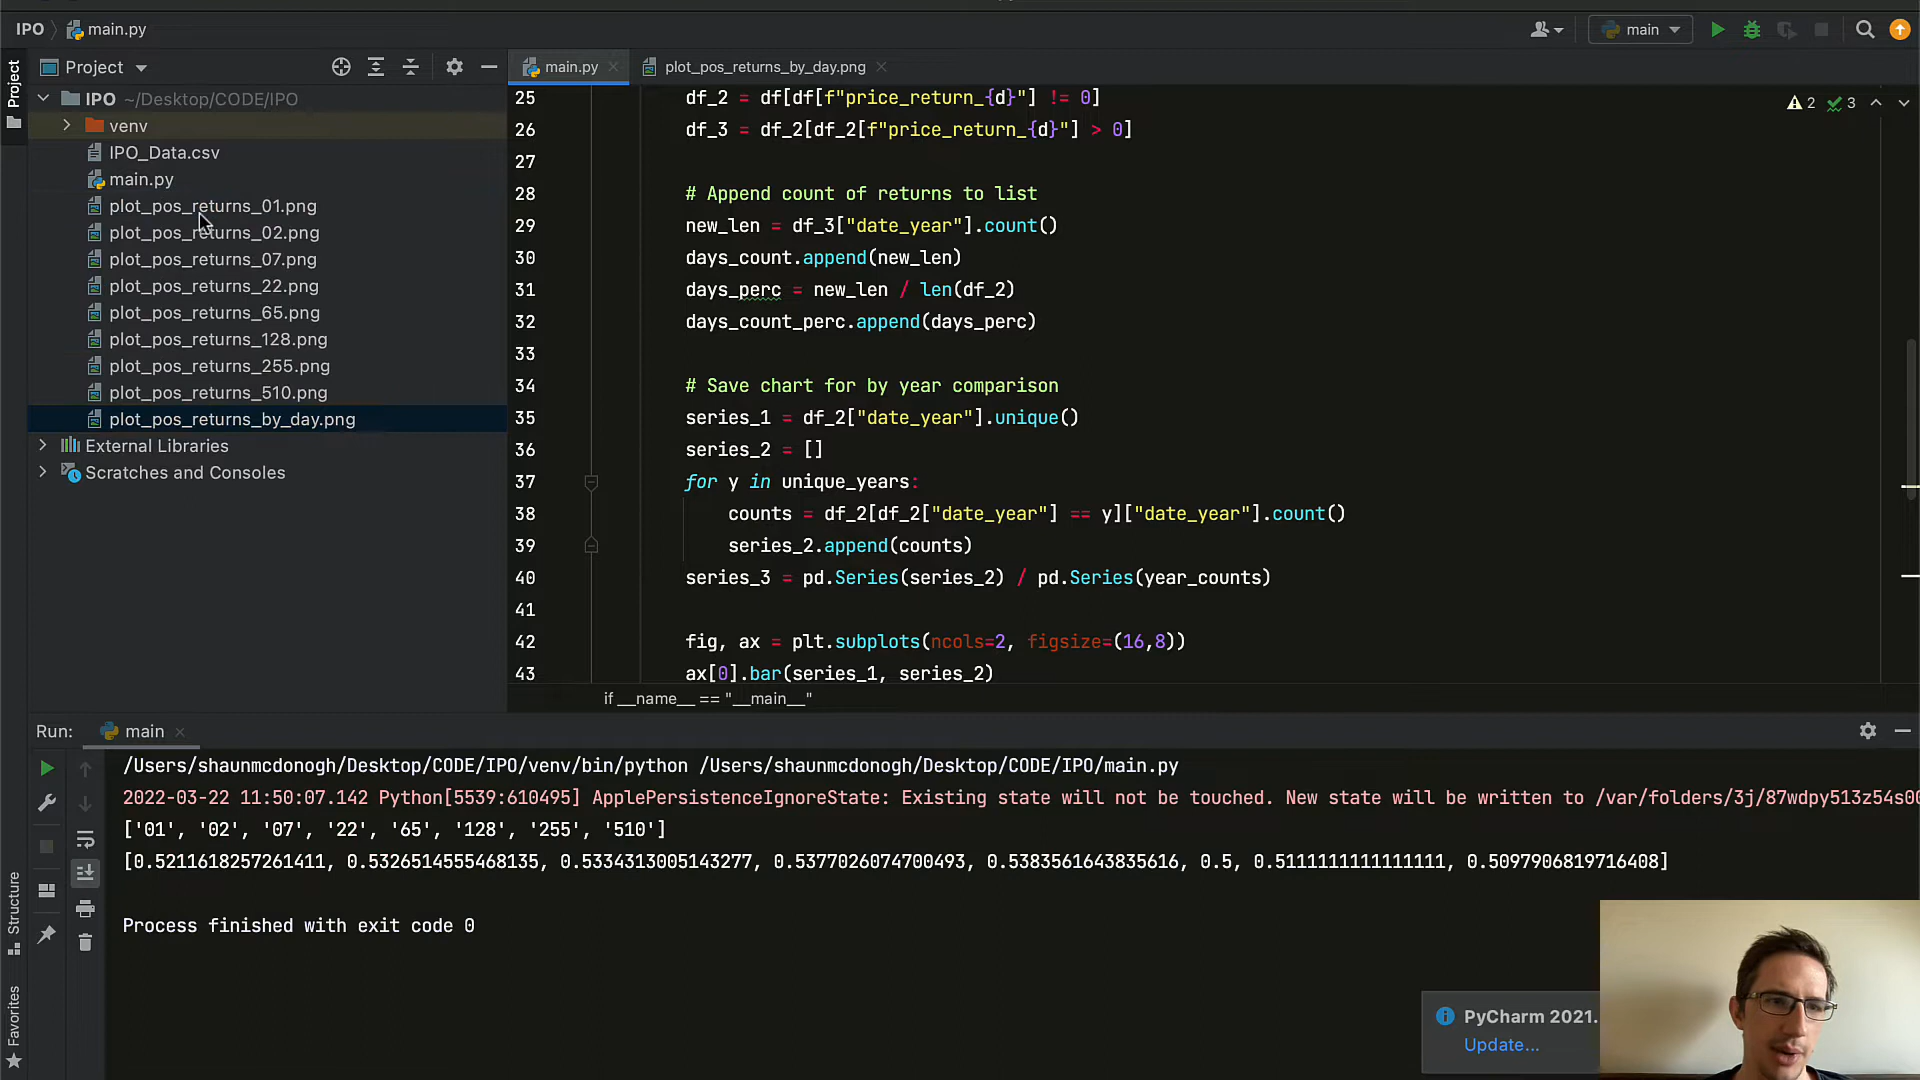 IPO
main.py
main
Project
main.py
plot_pos_returns_by_day.png
Project
IPO ~/Desktop/CODE/IPO
venv
IPO_Data.csv
main.py
plot_pos_returns_01.png
plot_pos_returns_02.png
plot_pos_returns_07.png
plot_pos_returns_22.png
plot_pos_returns_65.png
plot_pos_returns_128.png
plot_pos_returns_255.png
plot_pos_returns_510.png
plot_pos_returns_by_day.png
External Libraries
Scratches and Consoles
2 3
25 df_2 = df[df[f"price_return_{d}"] != 0]
26 df_3 = df_2[df_2[f"price_return_{d}"] > 0]
27
28 # Append count of returns to list
29 new_len = df_3["date_year"].count()
30 days_count.append(new_len)
31 days_perc = new_len / len(df_2)
32 days_count_perc.append(days_perc)
33
34 # Save chart for by year comparison
35 series_1 = df_2["date_year"].unique()
36 series_2 = []
37 for y in unique_years:
38 counts = df_2[df_2["date_year"] == y]["date_year"].count()
39 series_2.append(counts)
40 series_3 = pd.Series(series_2) / pd.Series(year_counts)
41
42 fig, ax = plt.subplots(ncols=2, figsize=(16,8))
43 ax[0].bar(series_1, series_2)
if __name__ == "__main__"
Run: main
/Users/shaunmcdonogh/Desktop/CODE/IPO/venv/bin/python /Users/shaunmcdonogh/Desktop/CODE/IPO/main.py
2022-03-22 11:50:07.142 Python[5539:610495] ApplePersistenceIgnoreState: Existing state will not be touched. New state will be written to /var/folders/3j/87wdpy513z54s0
['01', '02', '07', '22', '65', '128', '255', '510']
[0.5211618257261411, 0.5326514555468135, 0.5334313005143277, 0.5377026074700493, 0.5383561643835616, 0.5, 0.5111111111111111, 0.5097906819716408]
Process finished with exit code 0
Structure
Favorites
PyCharm 2021.
Update...